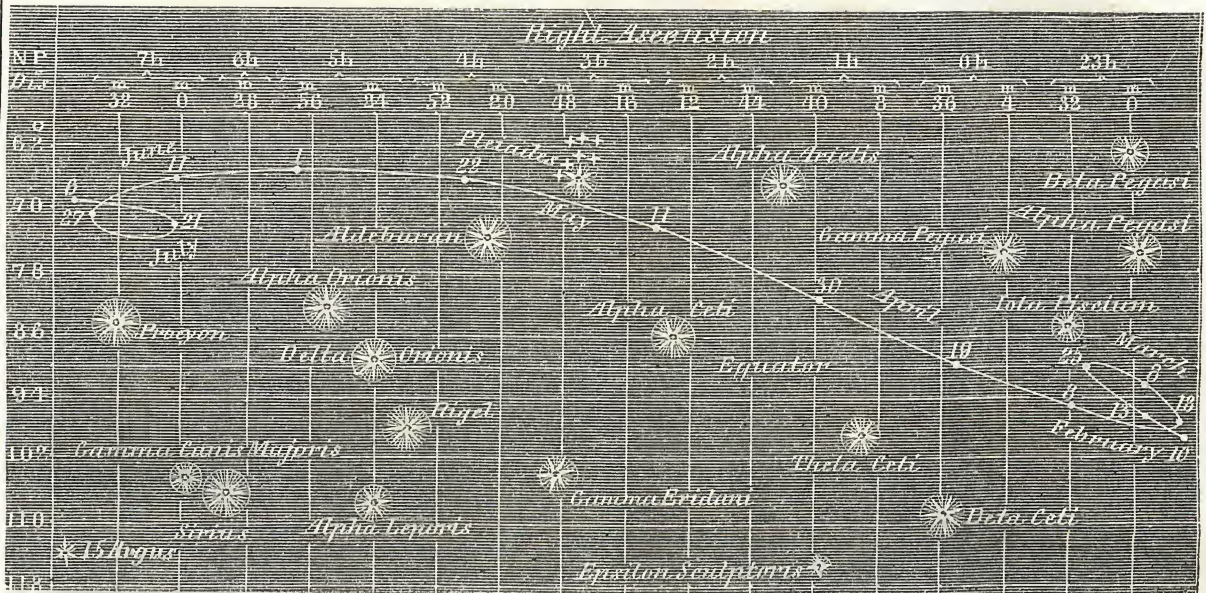 Right Ascension
N P 7h 6h 5h 4h 3h 2h 1h 0h 23h
Dis m m m m m m m m m m m m m m m m m
32 0 28 56 24 52 20 48 16 12 44 40 8 36 4 32 0
62
June 11 1 22 Pleiades Alpha Arietis
Beta Pegasi
6
70
27 21 May 11 Alpha Pegasi
July Aldebaran Gamma Pegasi
78
Alpha Orionis 30 April Iota Piscium
86 Procyon Alpha Ceti March
Delta Orionis Equator 19 25 6
94 Rigel 8 13 18
February 10
102 Gamma Canis Majoris Theta Ceti
Gamma Eridani
110 Sirius Alpha Leporis Beta Ceti
15 Argus
Epsilon Sculptoris
118